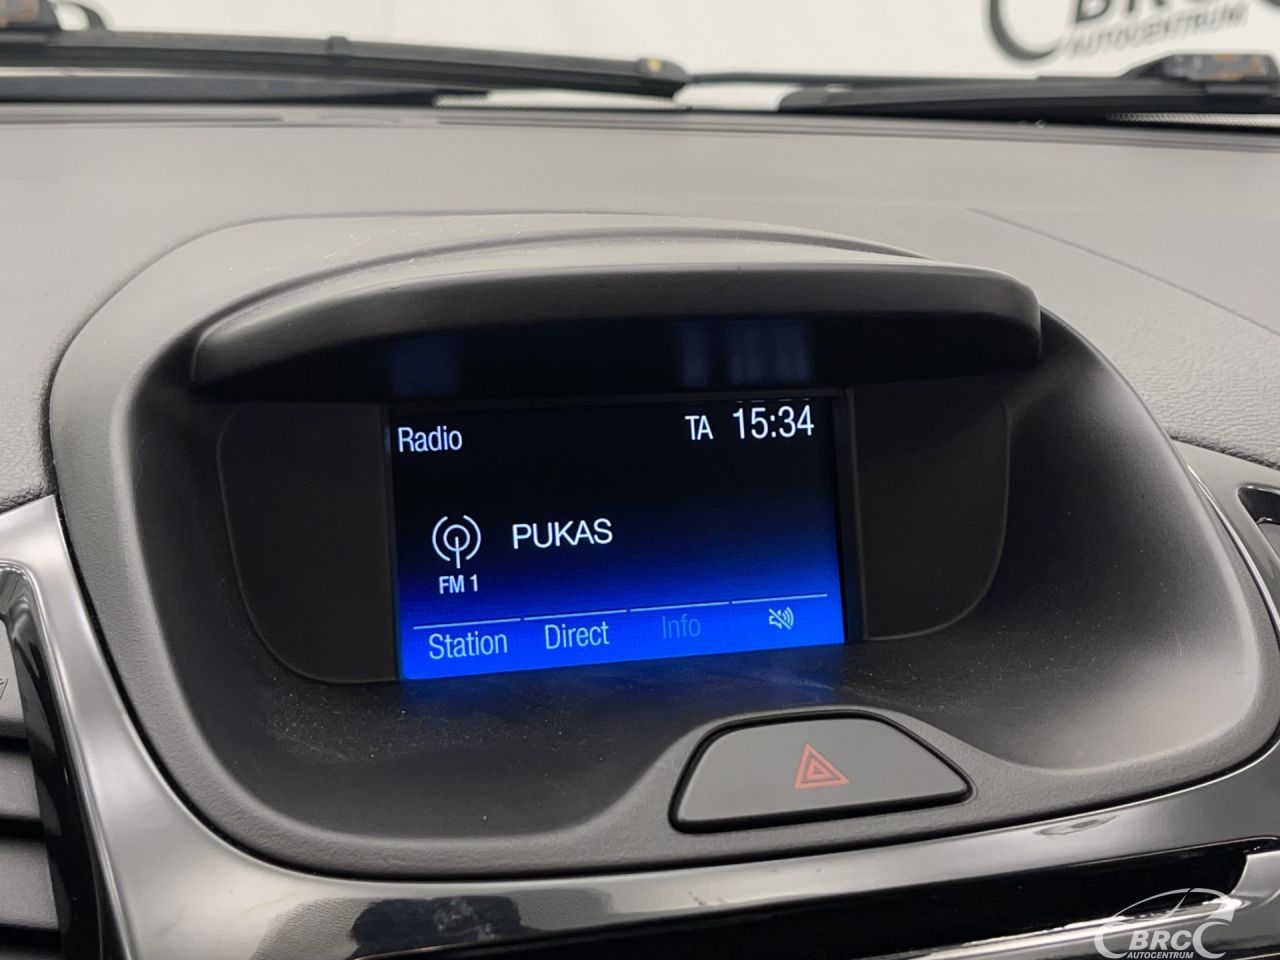 BRC
AUTOCENTRUM
Radio
TA 15:34
PUKAS
FM 1
Station Direct Info
BRC
AUTOCENTRUM